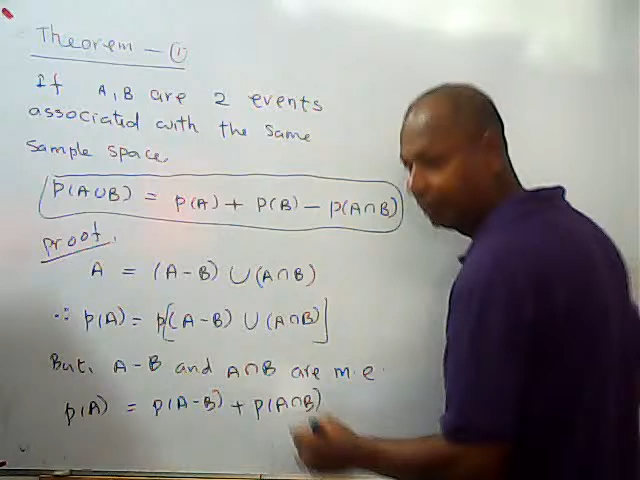 Theorem - ①
If A, B are 2 events
associated with the same
sample space
P(A∪B) = P(A) + P(B) - P(A∩B)
proof.
A = (A-B) ∪ (A∩B)
∴ P(A) = P[(A-B) ∪ (A∩B)]
But, A-B and A∩B are m.e.
P(A) = P(A-B) + P(A∩B)